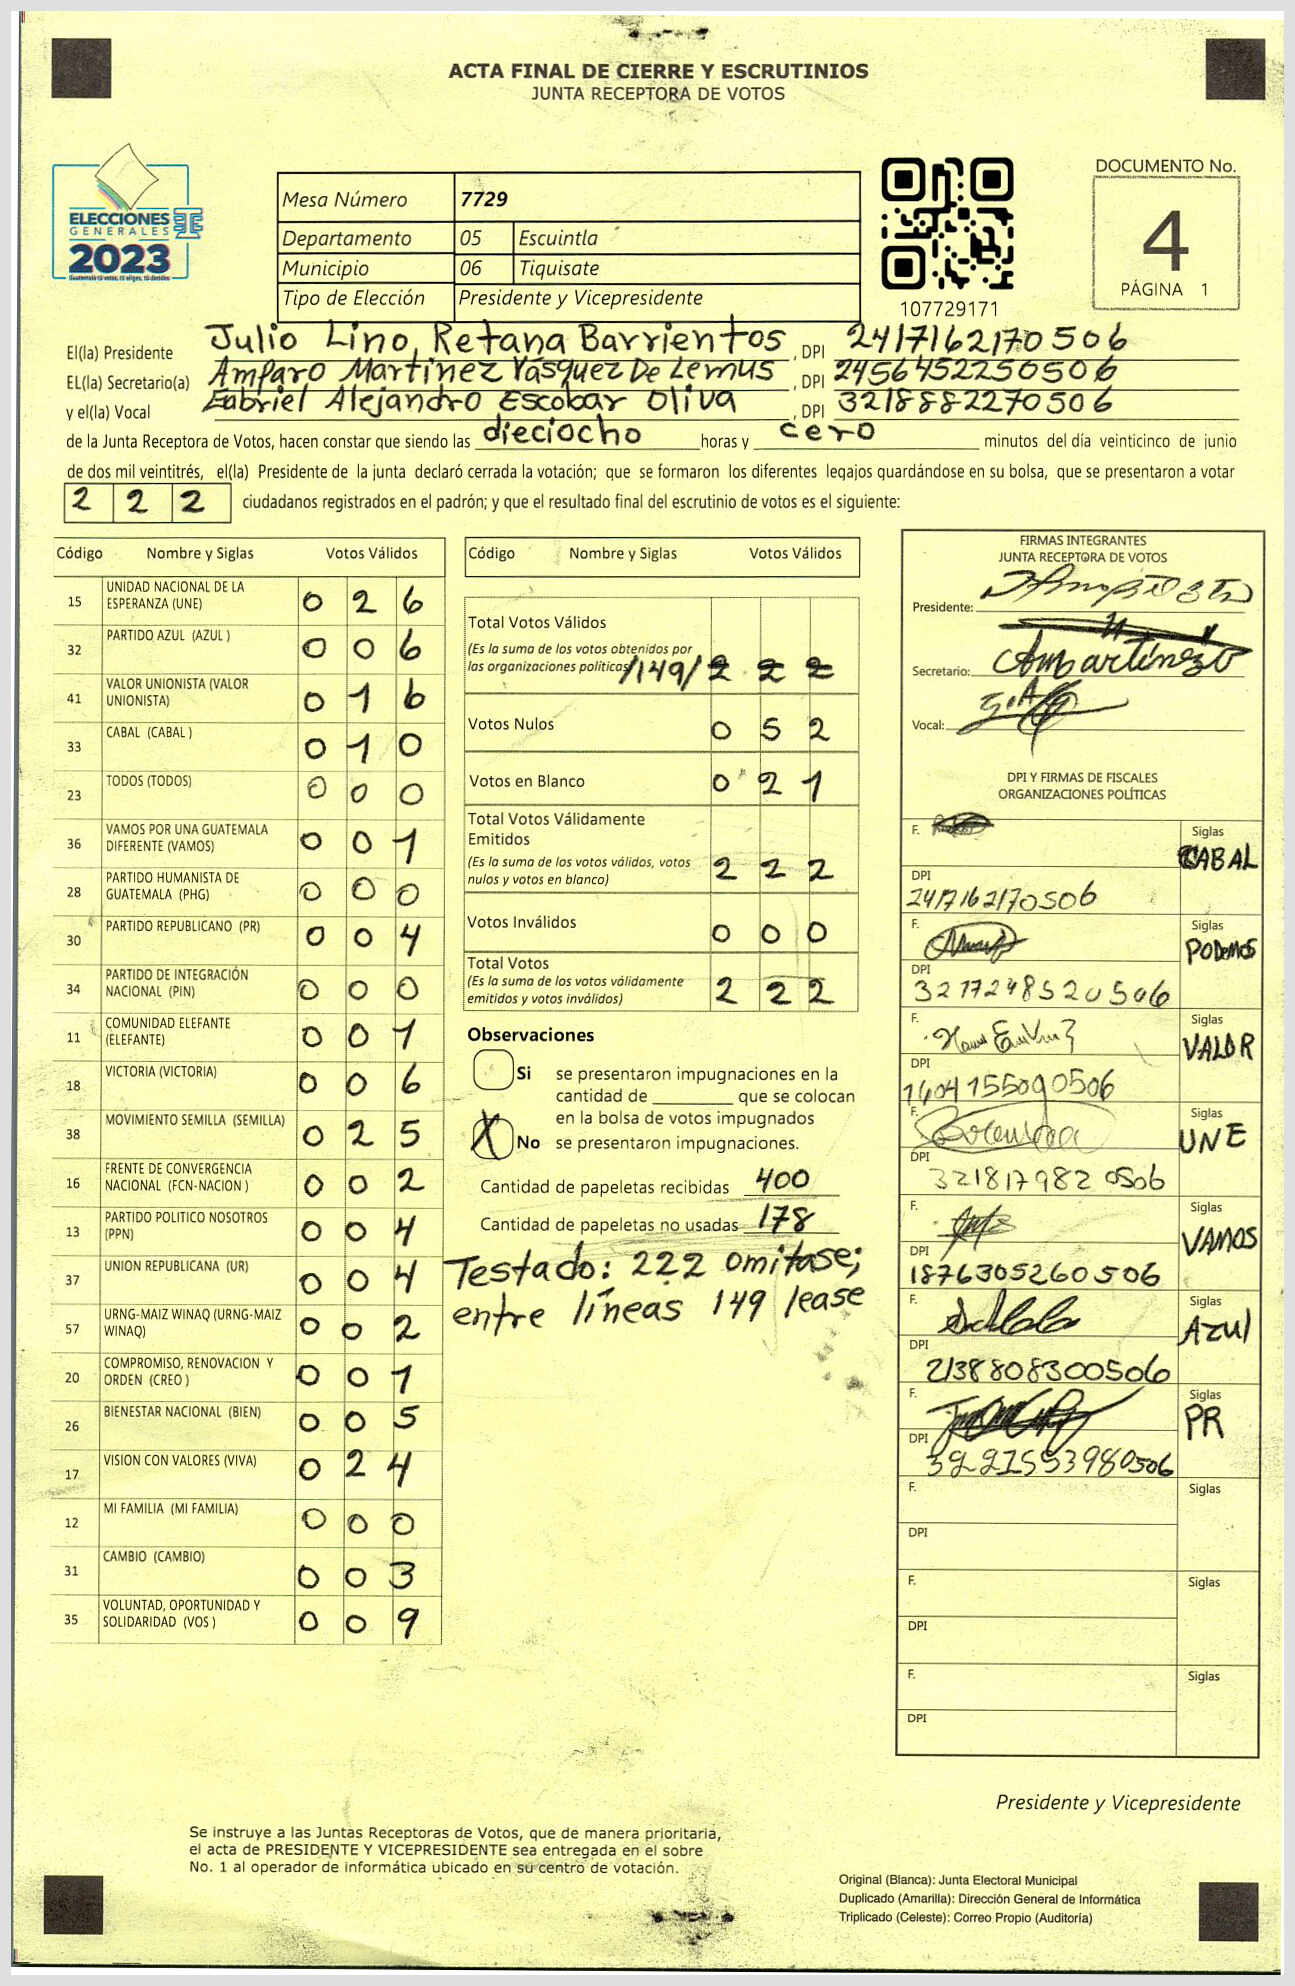 ACTA FINAL DE CIERRE Y ESCRUTINIOS
JUNTA RECEPTORA DE VOTOS
ELECCIONES
GENERALES
2023
Mesa Número 7729
Departamento 05 Escuintla
Municipio 06 Tiquisate
Tipo de Elección Presidente y Vicepresidente
107729171
DOCUMENTO No.
4
PÁGINA 1
El(la) Presidente Julio Lino, Retana Barrientos , DPI 2417162170506
EL(la) Secretario(a) Amparo Martínez Vásquez De Lemus , DPI 2456452250506
y el(la) Vocal Gabriel Alejandro Escobar Oliva , DPI 3218882270506
de la Junta Receptora de Votos, hacen constar que siendo las dieciocho horas y cero minutos del día veinticinco de junio
de dos mil veintitrés, el(la) Presidente de la junta declaró cerrada la votación; que se formaron los diferentes legajos quardándose en su bolsa, que se presentaron a votar
2 2 2 ciudadanos registrados en el padrón; y que el resultado final del escrutinio de votos es el siguiente:
Código Nombre y Siglas Votos Válidos
15 UNIDAD NACIONAL DE LA ESPERANZA (UNE) 0 2 6
32 PARTIDO AZUL (AZUL ) 0 0 6
41 VALOR UNIONISTA (VALOR UNIONISTA) 0 1 6
33 CABAL (CABAL ) 0 1 0
23 TODOS (TODOS) 0 0 0
36 VAMOS POR UNA GUATEMALA DIFERENTE (VAMOS) 0 0 1
28 PARTIDO HUMANISTA DE GUATEMALA (PHG) 0 0 0
30 PARTIDO REPUBLICANO (PR) 0 0 4
34 PARTIDO DE INTEGRACIÓN NACIONAL (PIN) 0 0 0
11 COMUNIDAD ELEFANTE (ELEFANTE) 0 0 1
18 VICTORIA (VICTORIA) 0 0 6
38 MOVIMIENTO SEMILLA (SEMILLA) 0 2 5
16 FRENTE DE CONVERGENCIA NACIONAL (FCN-NACION ) 0 0 2
13 PARTIDO POLITICO NOSOTROS (PPN) 0 0 4
37 UNION REPUBLICANA (UR) 0 0 4
57 URNG-MAIZ WINAQ (URNG-MAIZ WINAQ) 0 0 2
20 COMPROMISO, RENOVACION Y ORDEN (CREO ) 0 0 1
26 BIENESTAR NACIONAL (BIEN) 0 0 5
17 VISION CON VALORES (VIVA) 0 2 4
12 MI FAMILIA (MI FAMILIA) 0 0 0
31 CAMBIO (CAMBIO) 0 0 3
35 VOLUNTAD, OPORTUNIDAD Y SOLIDARIDAD (VOS ) 0 0 9
Código Nombre y Siglas Votos Válidos
Total Votos Válidos
(Es la suma de los votos obtenidos por
las organizaciones políticas) /149/ 2 2 2
Votos Nulos 0 5 2
Votos en Blanco 0 2 1
Total Votos Válidamente
Emitidos
(Es la suma de los votos válidos, votos
nulos y votos en blanco) 2 2 2
Votos Inválidos 0 0 0
Total Votos
(Es la suma de los votos válidamente
emitidos y votos inválidos) 2 2 2
Observaciones
Si se presentaron impugnaciones en la
cantidad de ________ que se colocan
en la bolsa de votos impugnados
X No se presentaron impugnaciones.
Cantidad de papeletas recibidas 400
Cantidad de papeletas no usadas 178
Testado: 222 omitase;
entre líneas 149 lease
FIRMAS INTEGRANTES
JUNTA RECEPTORA DE VOTOS
Presidente:
Secretario:
Vocal:
DPI Y FIRMAS DE FISCALES
ORGANIZACIONES POLÍTICAS
F. Siglas CABAL
DPI 2417162170506
F. Siglas PODEMOS
DPI 3217248520506
F. Siglas VALOR
DPI 1604155090506
F. Siglas UNE
DPI 3218179820506
F. Siglas VAMOS
DPI 1876305260506
F. Siglas AZUl
DPI 2138808300506
F. Siglas PR
DPI 3221553980506
F. Siglas
DPI
F. Siglas
DPI
F. Siglas
DPI
Presidente y Vicepresidente
Se instruye a las Juntas Receptoras de Votos, que de manera prioritaria,
el acta de PRESIDENTE Y VICEPRESIDENTE sea entregada en el sobre
No. 1 al operador de informática ubicado en su centro de votación.
Original (Blanca): Junta Electoral Municipal
Duplicado (Amarilla): Dirección General de Informática
Triplicado (Celeste): Correo Propio (Auditoría)